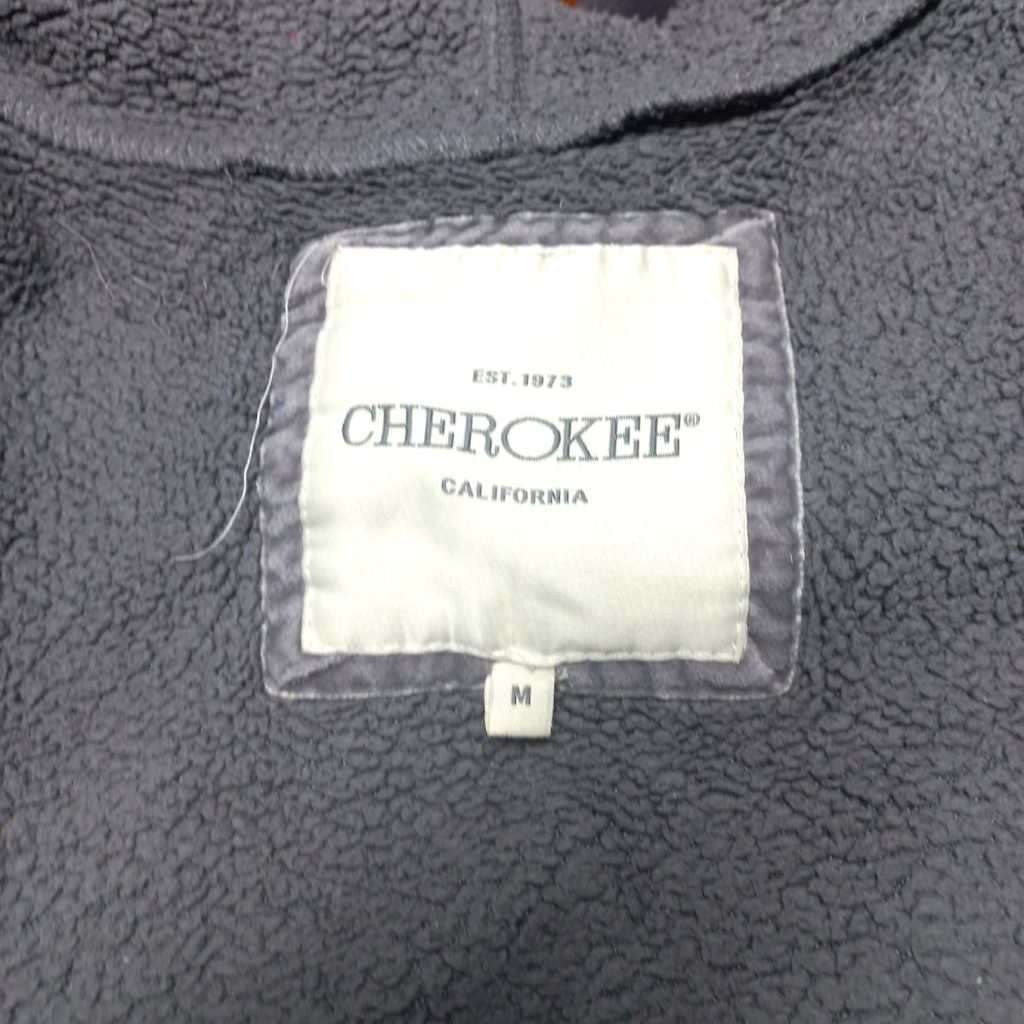 EST. 1973
CHEROKEE®
CALIFORNIA
M